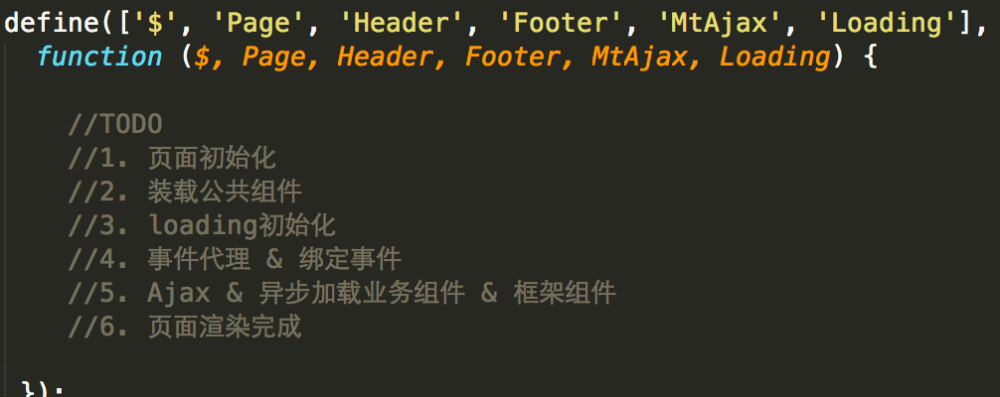 define(['$', 'Page', 'Header', 'Footer', 'MtAjax', 'Loading'],
function ($, Page, Header, Footer, MtAjax, Loading) {
//TODO
//1. 页面初始化
//2. 装载公共组件
//3. loading初始化
//4. 事件代理 & 绑定事件
//5. Ajax & 异步加载业务组件 & 框架组件
//6. 页面渲染完成
});